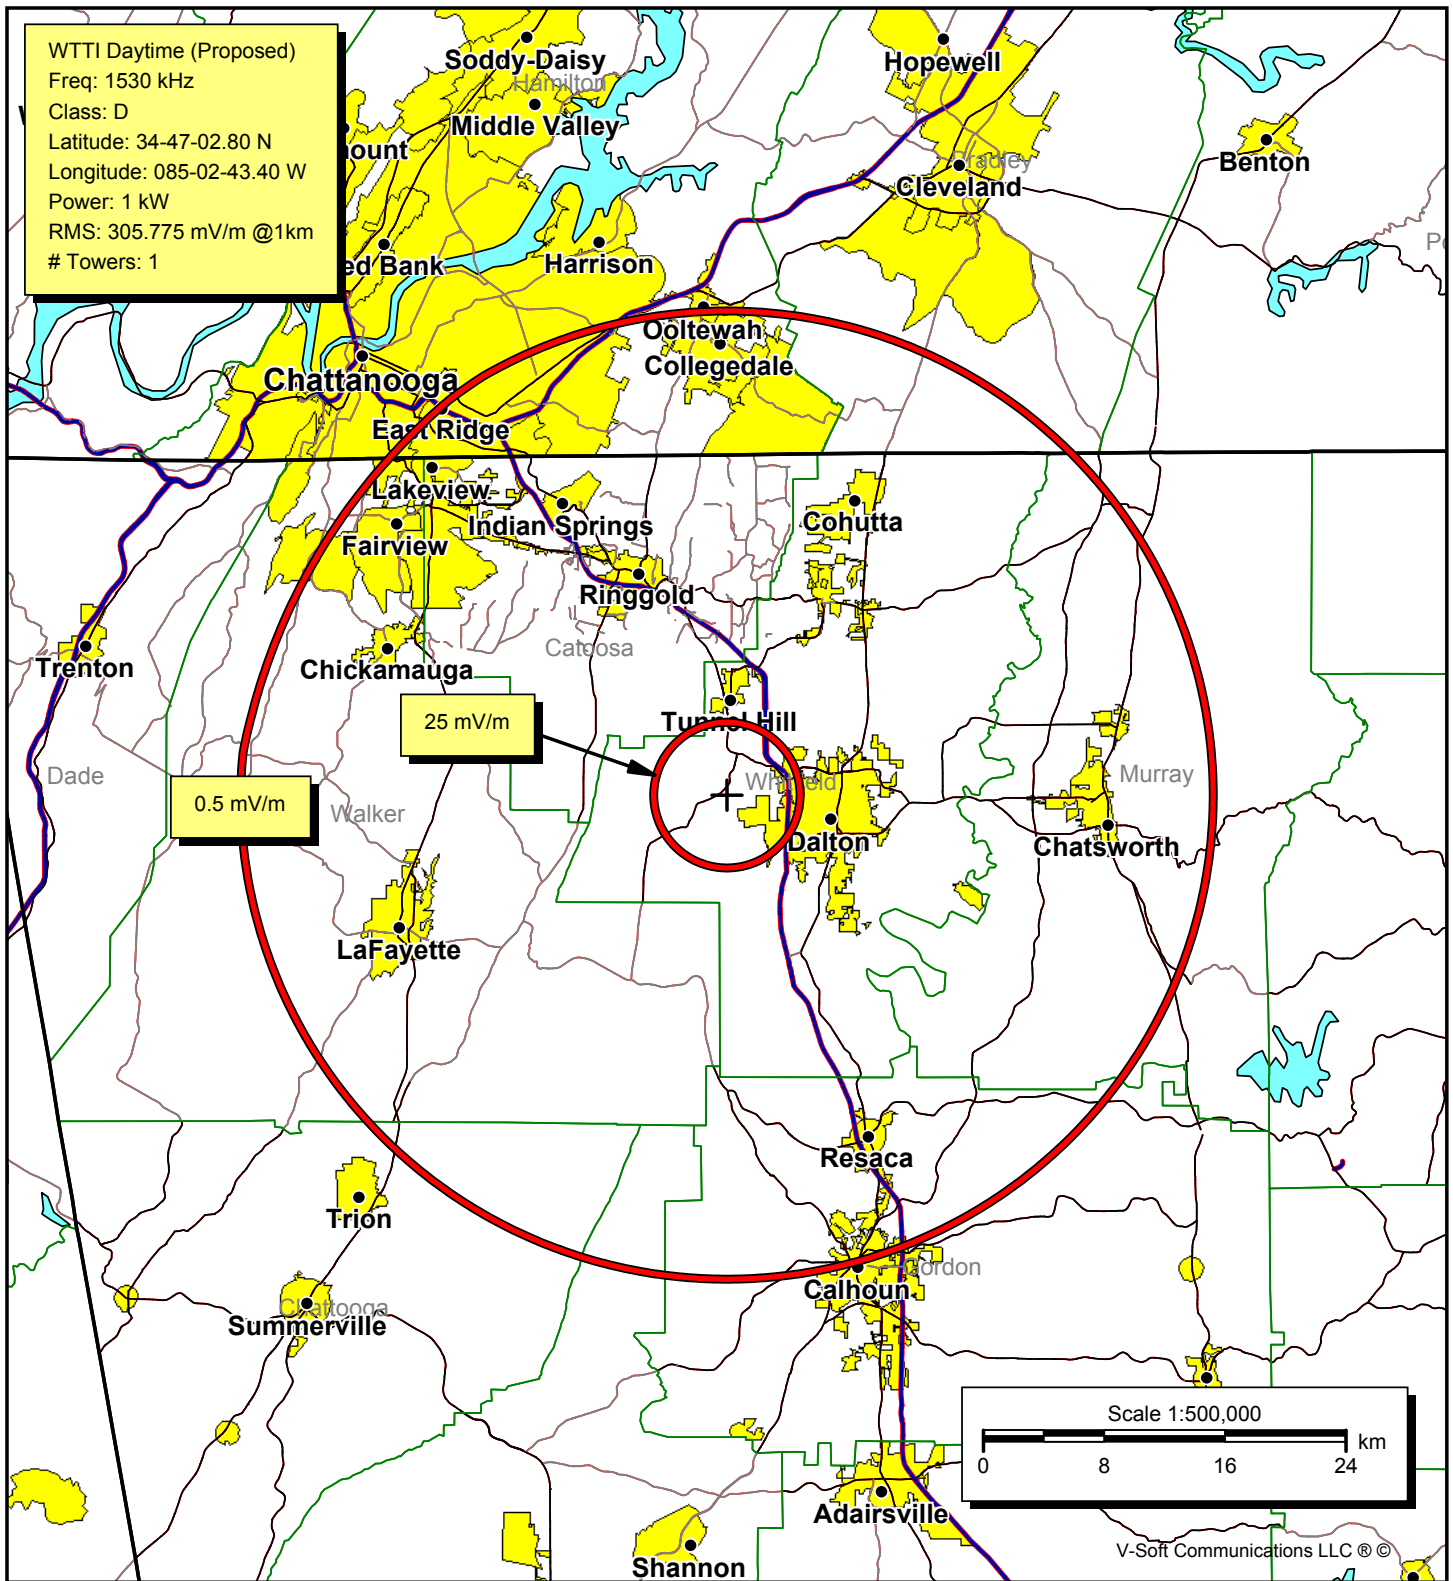 WTTI Daytime (Proposed)
Freq: 1530 kHz
Class: D
Latitude: 34-47-02.80 N
Longitude: 085-02-43.40 W
Power: 1 kW
RMS: 305.775 mV/m @1km
# Towers: 1
Soddy-Daisy
Hamilton
Middle Valley
Hopewell
Benton
Bradley
Cleveland
ount
ed Bank
Harrison
Ooltewah
Collegedale
Chattanooga
East Ridge
Lakeview
Indian Springs
Fairview
Cohutta
Ringgold
Catoosa
Trenton
Chickamauga
Tunnel Hill
25 mV/m
0.5 mV/m
Dade
Walker
Whitfield
Murray
Dalton
Chatsworth
LaFayette
Resaca
Trion
Gordon
Calhoun
Chattooga
Summerville
Scale 1:500,000
km
0 8 16 24
Adairsville
Shannon
V-Soft Communications LLC ® ©